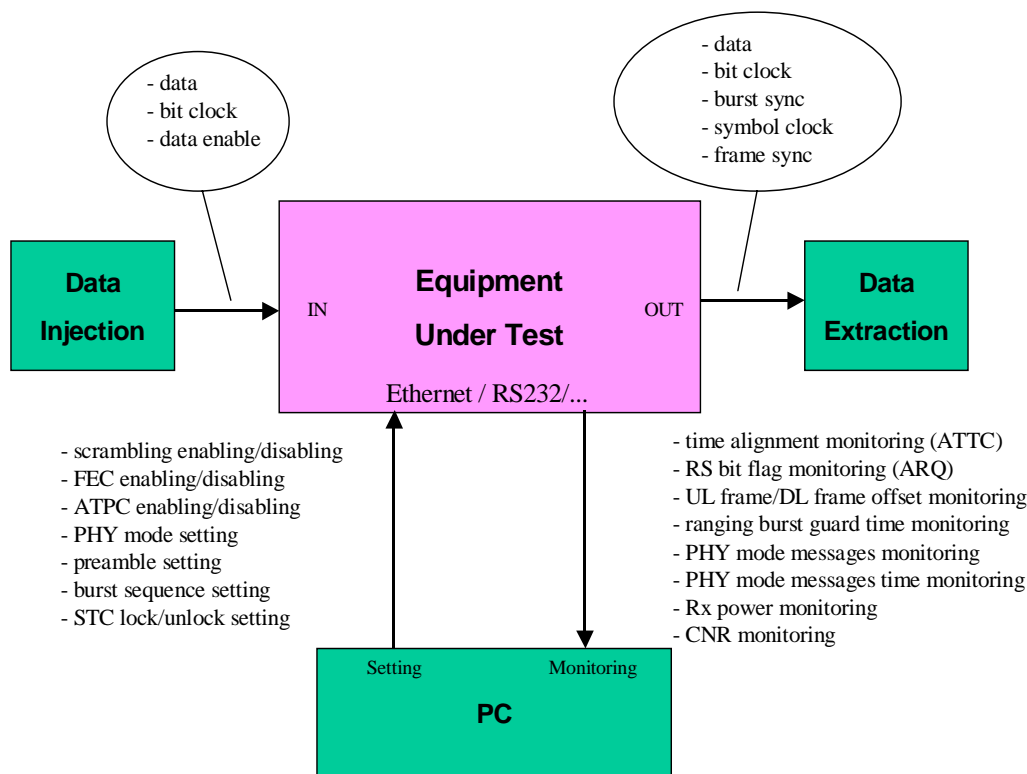 - data
- bit clock
- data enable
- data
- bit clock
- burst sync
- symbol clock
- frame sync
Data
Injection
IN
Equipment
Under Test
OUT
Ethernet / RS232/...
Data
Extraction
- scrambling enabling/disabling
- FEC enabling/disabling
- ATPC enabling/disabling
- PHY mode setting
- preamble setting
- burst sequence setting
- STC lock/unlock setting
- time alignment monitoring (ATTC)
- RS bit flag monitoring (ARQ)
- UL frame/DL frame offset monitoring
- ranging burst guard time monitoring
- PHY mode messages monitoring
- PHY mode messages time monitoring
- Rx power monitoring
- CNR monitoring
Setting
Monitoring
PC